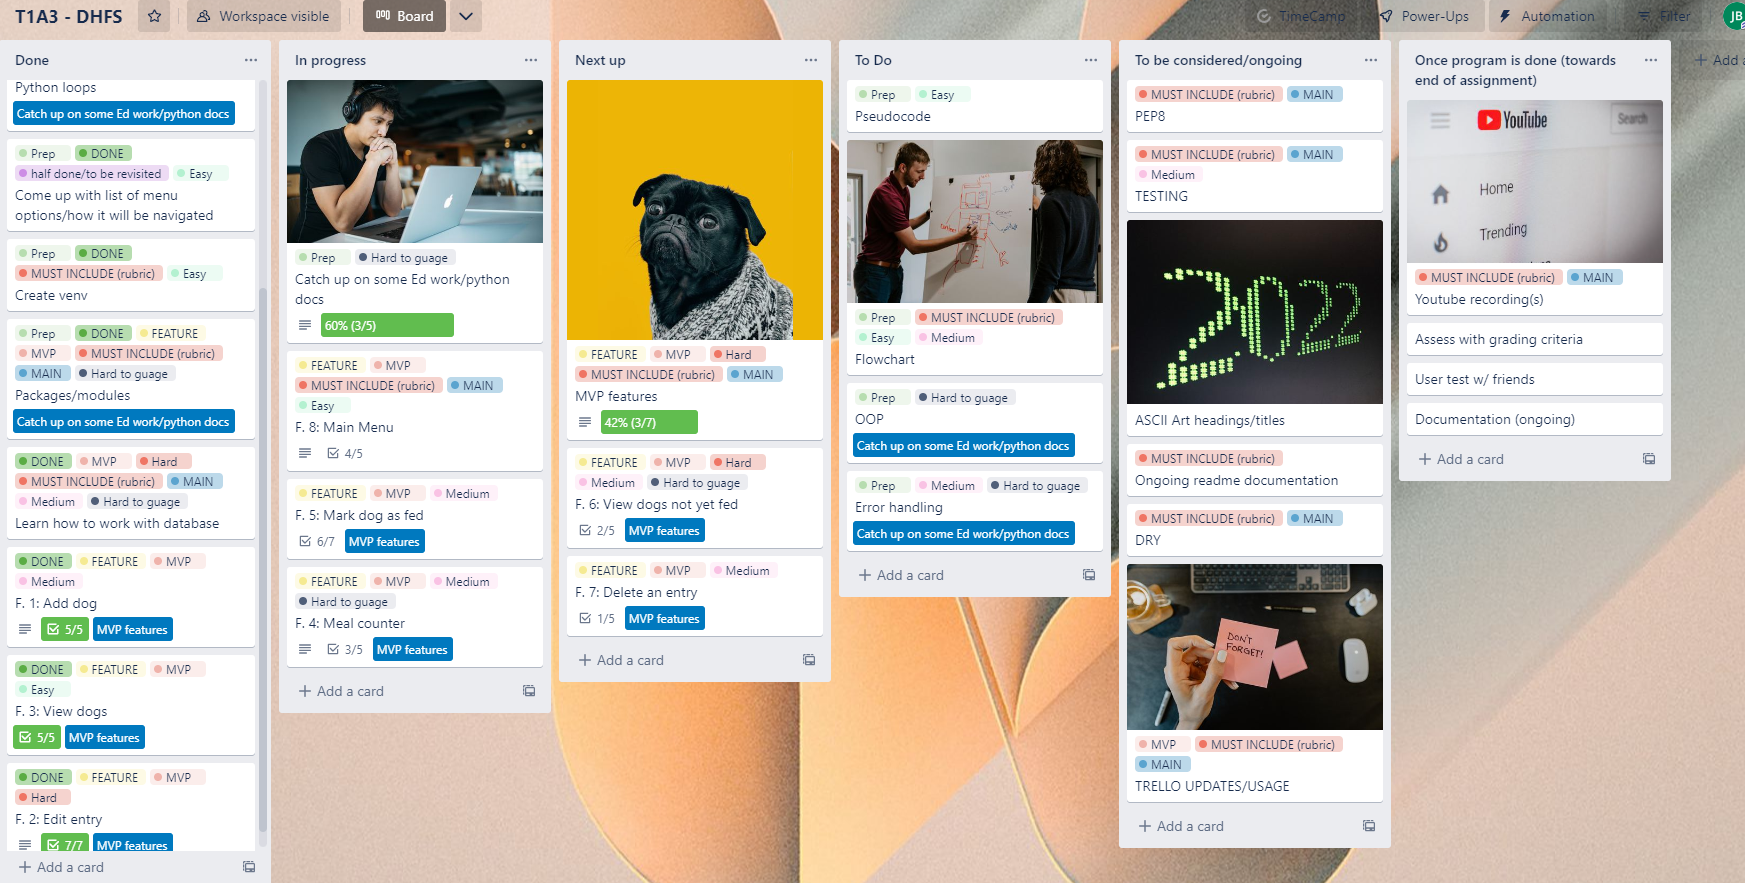 T1A3 - DHFS
Workspace visible
Board
TimeCamp
Power-Ups
Automation
Filter
JB
Done
Python loops
Catch up on some Ed work/python docs
Prep DONE
half done/to be revisited Easy
Come up with list of menu
options/how it will be navigated
Prep DONE
MUST INCLUDE (rubric) Easy
Create venv
Prep DONE FEATURE
MVP MUST INCLUDE (rubric)
MAIN Hard to guage
Packages/modules
Catch up on some Ed work/python docs
DONE MVP Hard
MUST INCLUDE (rubric) MAIN
Medium Hard to guage
Learn how to work with database
DONE FEATURE MVP
Medium
F. 1: Add dog
5/5 MVP features
DONE FEATURE MVP
Easy
F. 3: View dogs
5/5 MVP features
DONE FEATURE MVP
Hard
F. 2: Edit entry
7/7 MVP features
+ Add a card
In progress
Prep Hard to guage
Catch up on some Ed work/python
docs
60% (3/5)
FEATURE MVP
MUST INCLUDE (rubric) MAIN
Easy
F. 8: Main Menu
4/5
FEATURE MVP Medium
F. 5: Mark dog as fed
6/7 MVP features
FEATURE MVP Medium
Hard to guage
F. 4: Meal counter
3/5 MVP features
+ Add a card
Next up
FEATURE MVP Hard
MUST INCLUDE (rubric) MAIN
MVP features
42% (3/7)
FEATURE MVP Hard
Medium Hard to guage
F. 6: View dogs not yet fed
2/5 MVP features
FEATURE MVP Medium
F. 7: Delete an entry
1/5 MVP features
+ Add a card
To Do
Prep Easy
Pseudocode
Prep MUST INCLUDE (rubric)
Easy Medium
Flowchart
Prep Hard to guage
OOP
Catch up on some Ed work/python docs
Prep Medium Hard to guage
Error handling
Catch up on some Ed work/python docs
+ Add a card
To be considered/ongoing
MUST INCLUDE (rubric) MAIN
PEP8
MUST INCLUDE (rubric) MAIN
Medium
TESTING
2022
ASCII Art headings/titles
MUST INCLUDE (rubric)
Ongoing readme documentation
MUST INCLUDE (rubric) MAIN
DRY
DON'T
FORGET!
MVP MUST INCLUDE (rubric)
MAIN
TRELLO UPDATES/USAGE
+ Add a card
Once program is done (towards
end of assignment)
YouTube
Search
Home
Trending
MUST INCLUDE (rubric) MAIN
Youtube recording(s)
Assess with grading criteria
User test w/ friends
Documentation (ongoing)
+ Add a card
+ Add a